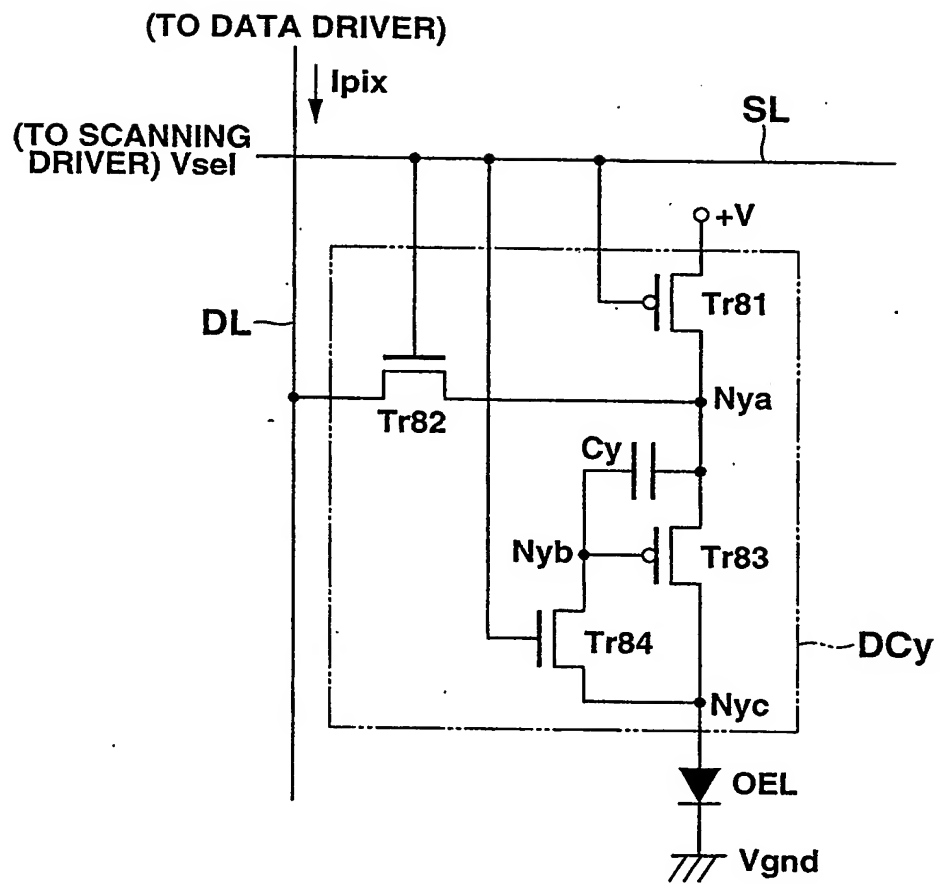 (TO DATA DRIVER)
Ipix
SL
(TO SCANNING
DRIVER) Vsel
+V
Tr81
DL
Nya
Tr82
Cy
Nyb
Tr83
Tr84
DCy
Nyc
OEL
Vgnd